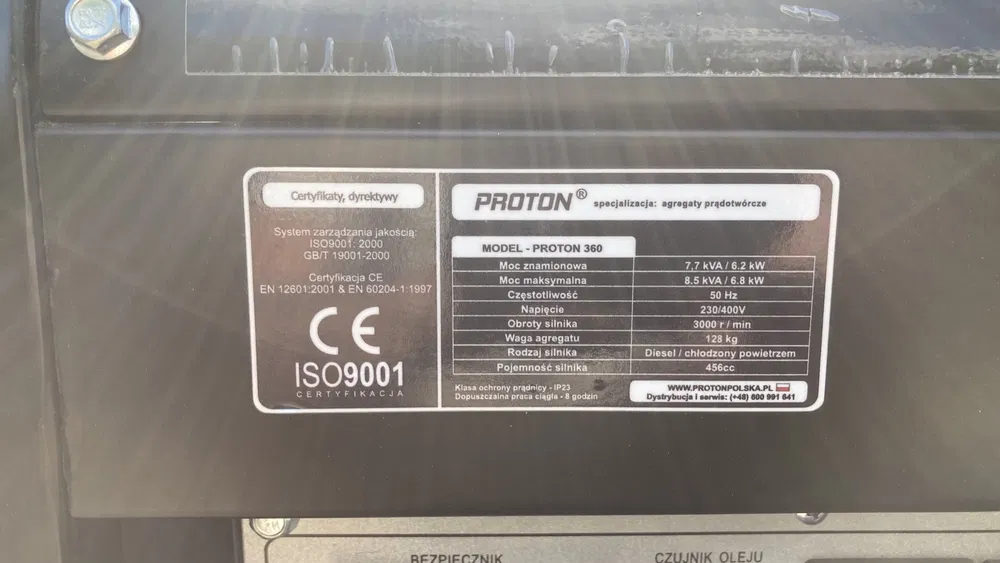 Certyfikaty, dyrektywy
System zarządzania jakością:
ISO9001: 2000
GB/T 19001-2000
Certyfikacja CE
EN 12601:2001 & EN 60204-1:1997
CE
ISO9001
CERTYFIKACJA
PROTON® specjalizacja: agregaty prądotwórcze
MODEL - PROTON 360
Moc znamionowa 7,7 kVA / 6.2 kW
Moc maksymalna 8.5 kVA / 6.8 kW
Częstotliwość 50 Hz
Napięcie 230/400V
Obroty silnika 3000 r / min
Waga agregatu 128 kg
Rodzaj silnika Diesel / chłodzony powietrzem
Pojemność silnika 456cc
Klasa ochrony prądnicy - IP23
Dopuszczalna praca ciągła - 8 godzin
WWW.PROTONPOLSKA.PL
Dystrybucja i serwis: (+48) 600 991 641
BEZPIECZNIK
CZUJNIK OLEJU